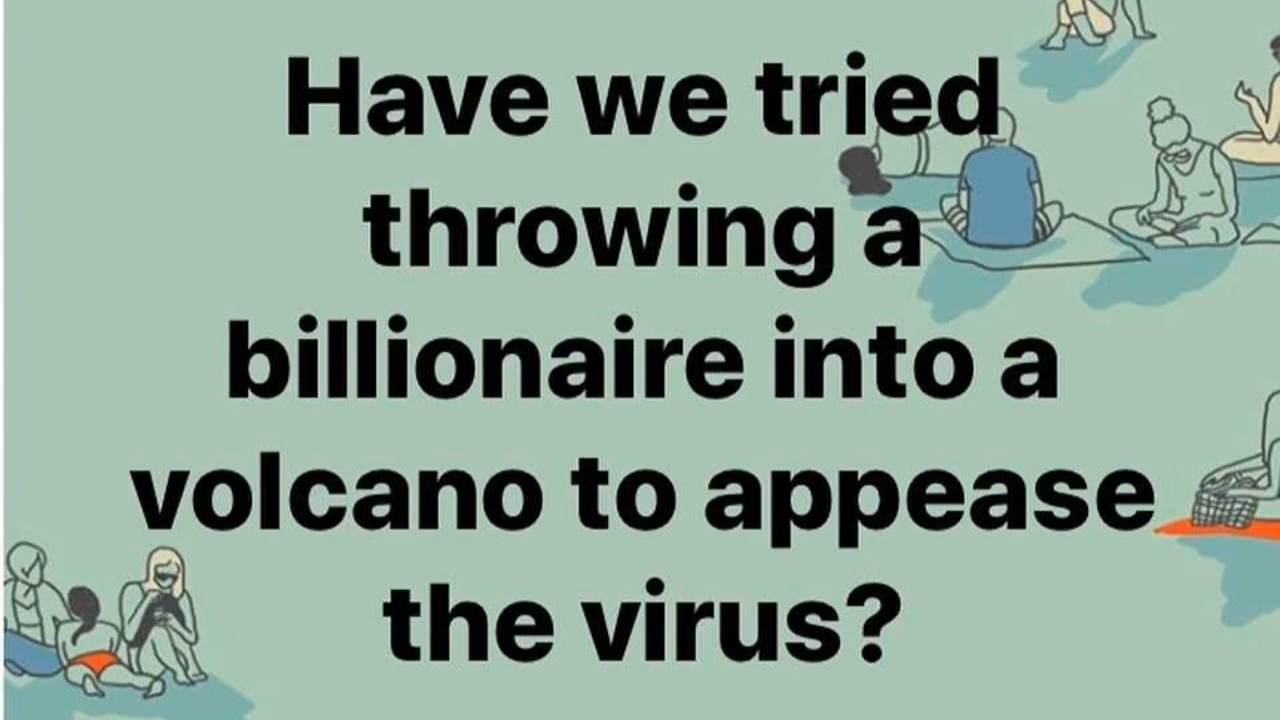 Have we tried
throwing a
billionaire into a
volcano to appease
the virus?